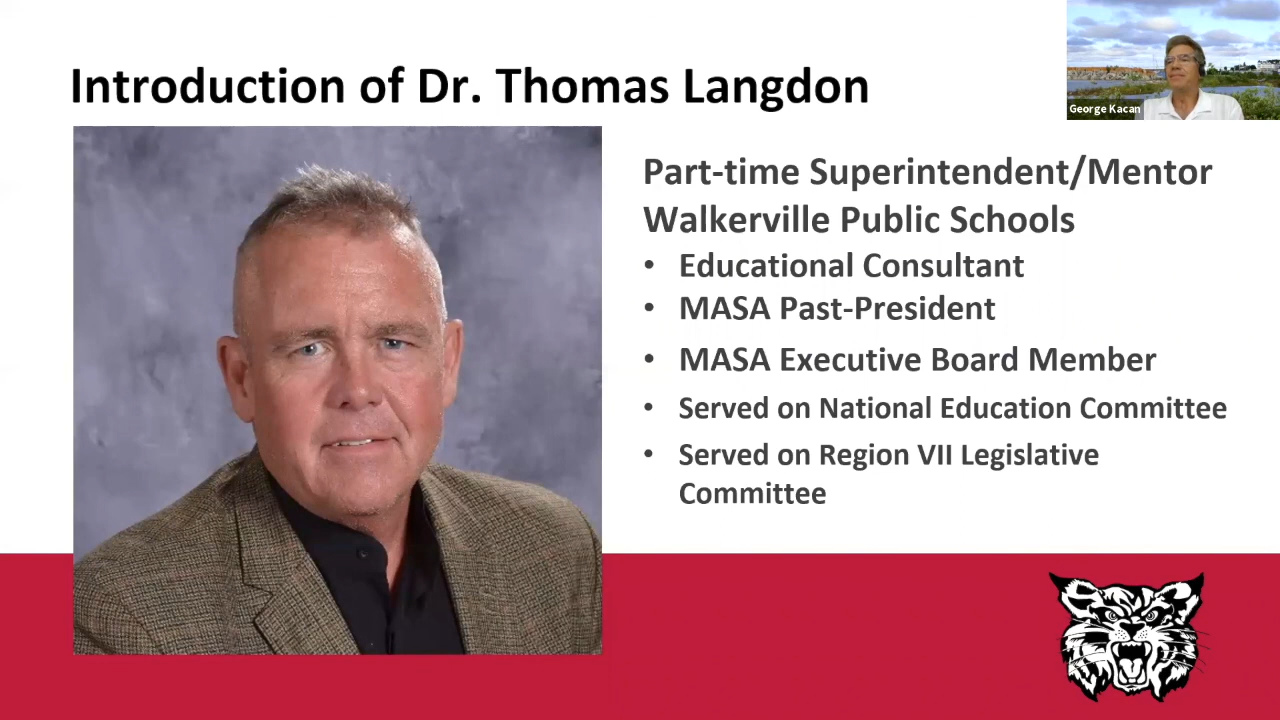 Introduction of Dr. Thomas Langdon
George Kacan
Part-time Superintendent/Mentor
Walkerville Public Schools
• Educational Consultant
• MASA Past-President
• MASA Executive Board Member
• Served on National Education Committee
• Served on Region VII Legislative
Committee